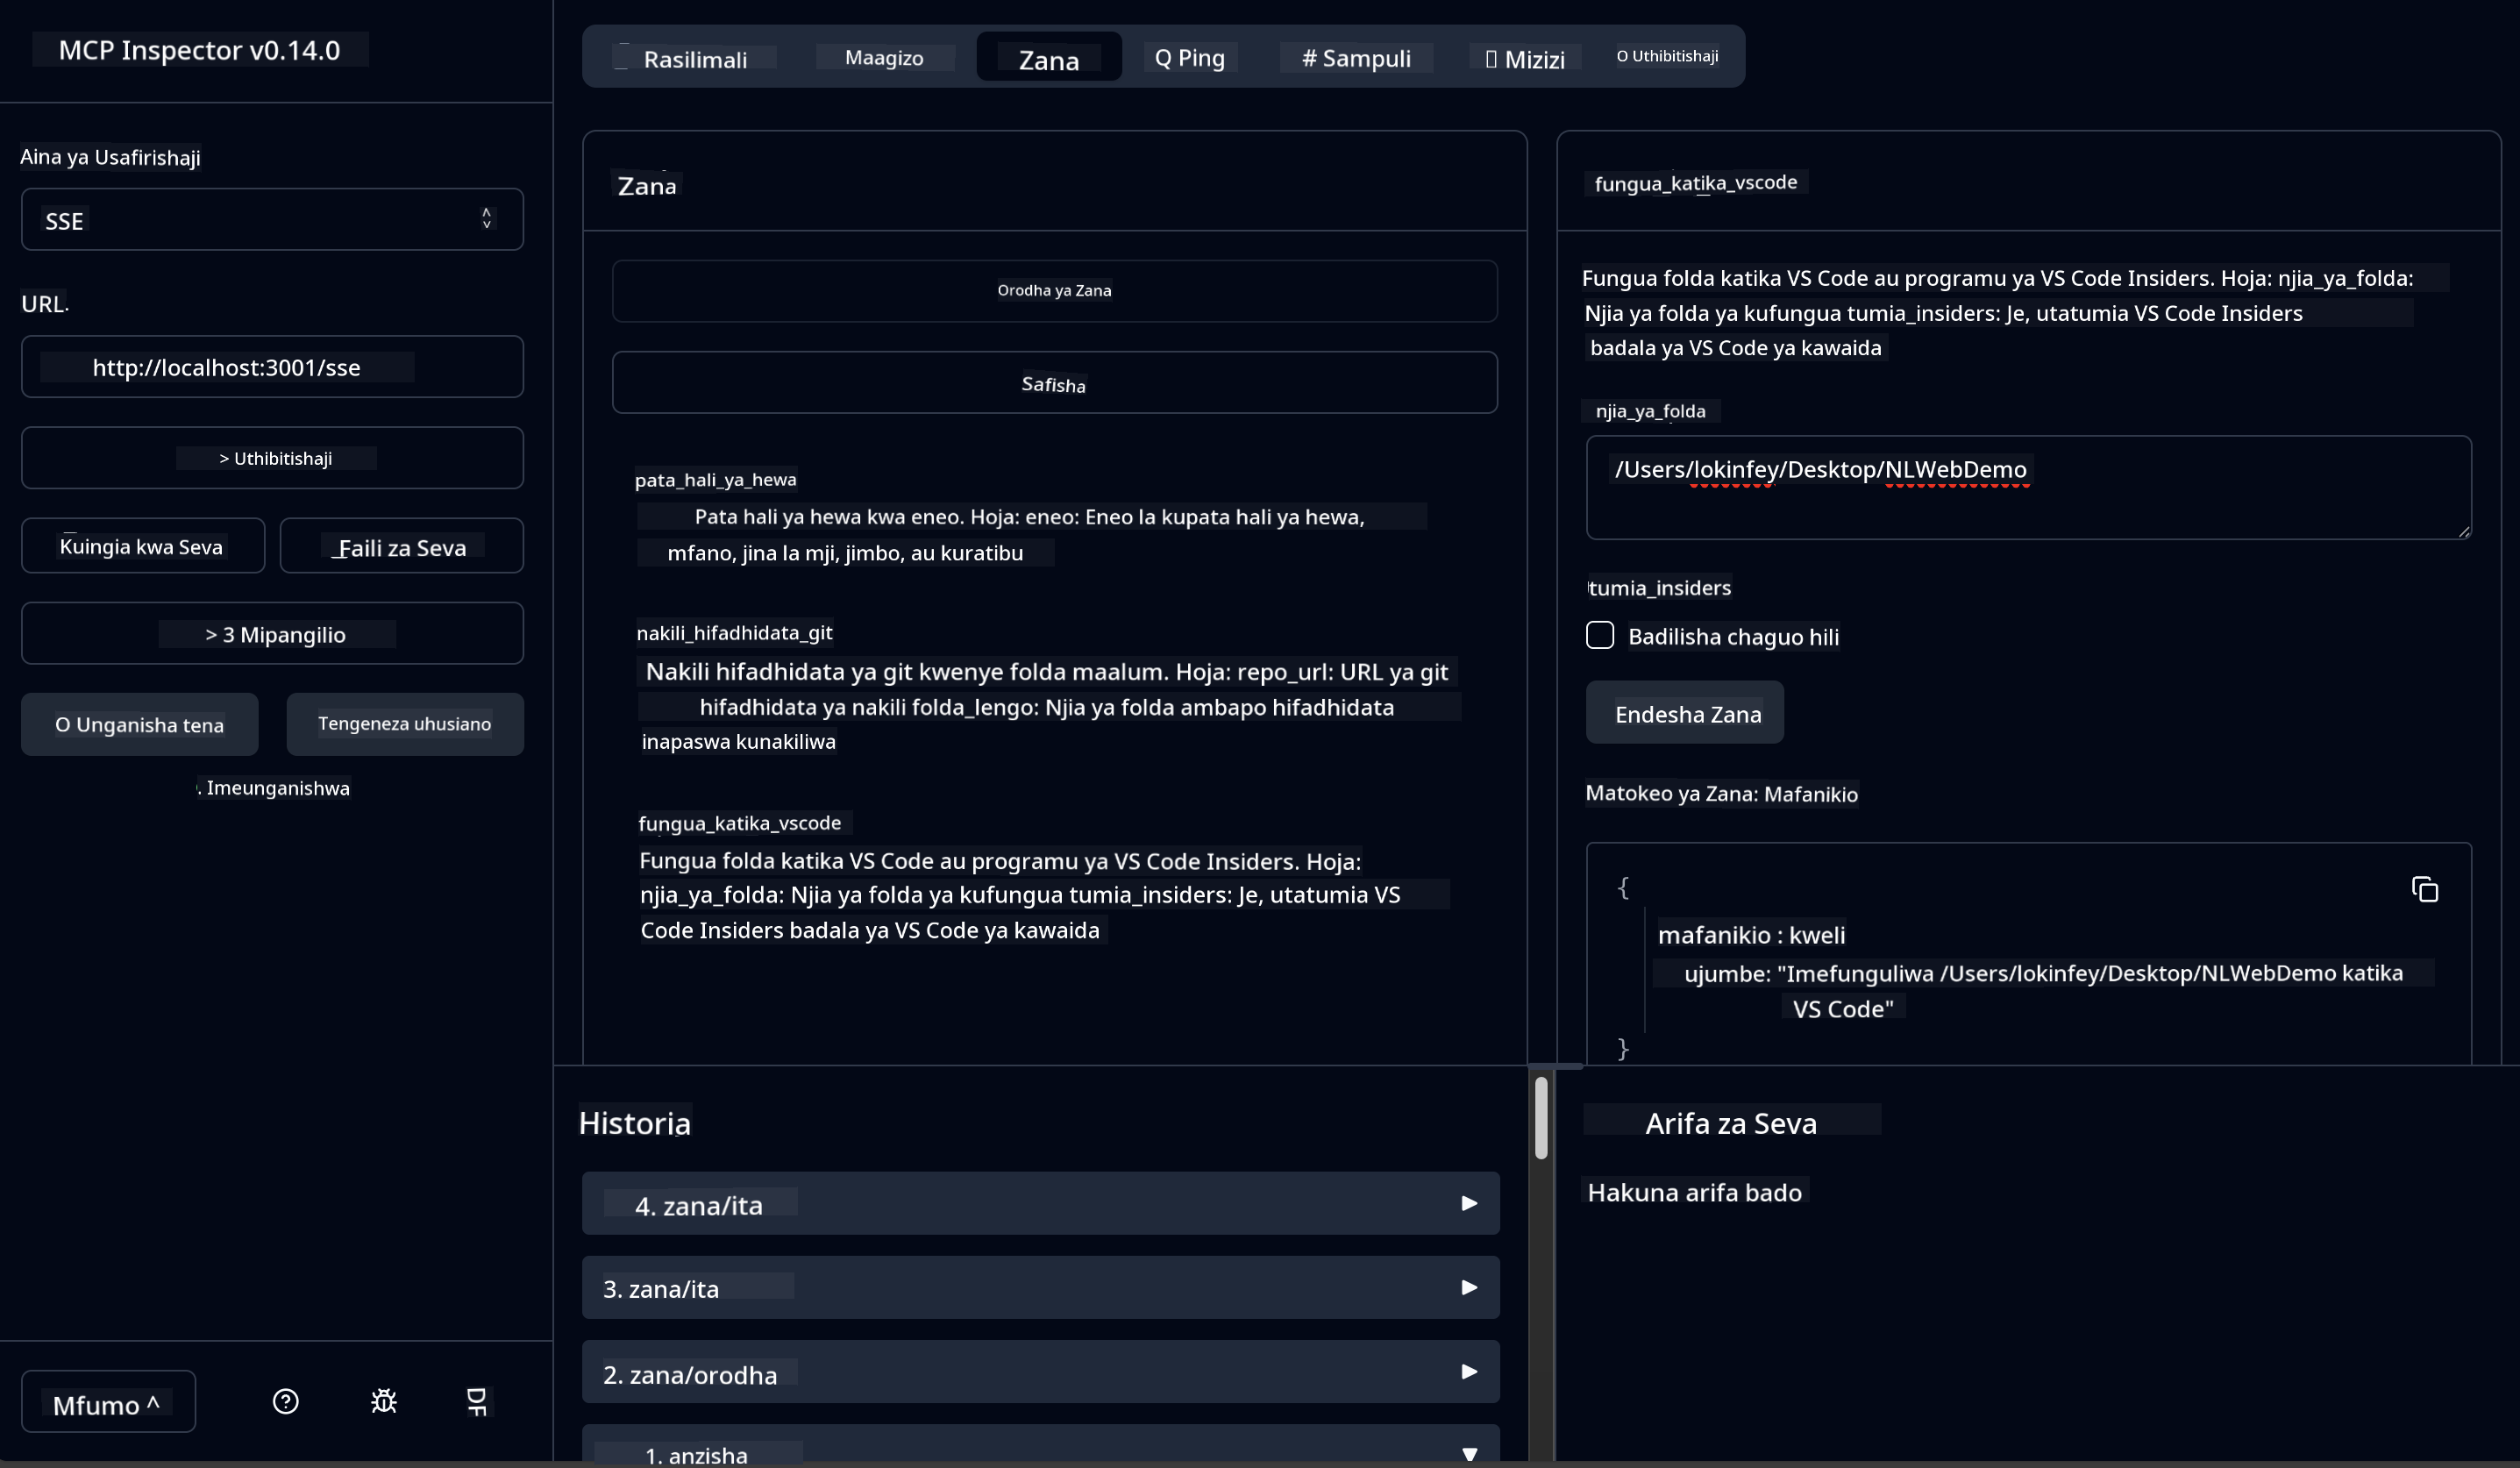 MCP Inspector v0.14.0
Aina ya Usafirishaji
SSE
URL.
http://localhost:3001/sse
> Uthibitishaji
Kuingia kwa Seva
Faili za Seva
> 3 Mipangilio
O Unganisha tena
Tengeneza uhusiano
. Imeunganishwa
Mfumo ^
Rasilimali
Maagizo
Zana
Q Ping
# Sampuli
Mizizi
O Uthibitishaji
Zana
Orodha ya Zana
Safisha
pata_hali_ya_hewa
Pata hali ya hewa kwa eneo. Hoja: eneo: Eneo la kupata hali ya hewa,
mfano, jina la mji, jimbo, au kuratibu
nakili_hifadhidata_git
Nakili hifadhidata ya git kwenye folda maalum. Hoja: repo_url: URL ya git
hifadhidata ya nakili folda_lengo: Njia ya folda ambapo hifadhidata
inapaswa kunakiliwa
fungua_katika_vscode
Fungua folda katika VS Code au programu ya VS Code Insiders. Hoja:
njia_ya_folda: Njia ya folda ya kufungua tumia_insiders: Je, utatumia VS
Code Insiders badala ya VS Code ya kawaida
fungua_katika_vscode
Fungua folda katika VS Code au programu ya VS Code Insiders. Hoja: njia_ya_folda:
Njia ya folda ya kufungua tumia_insiders: Je, utatumia VS Code Insiders
badala ya VS Code ya kawaida
njia_ya_folda
/Users/lokinfey/Desktop/NLWebDemo
tumia_insiders
Badilisha chaguo hili
Endesha Zana
Matokeo ya Zana: Mafanikio
{
mafanikio : kweli
ujumbe: "Imefunguliwa /Users/lokinfey/Desktop/NLWebDemo katika
VS Code"
}
Historia
4. zana/ita
3. zana/ita
2. zana/orodha
1. anzisha
Arifa za Seva
Hakuna arifa bado